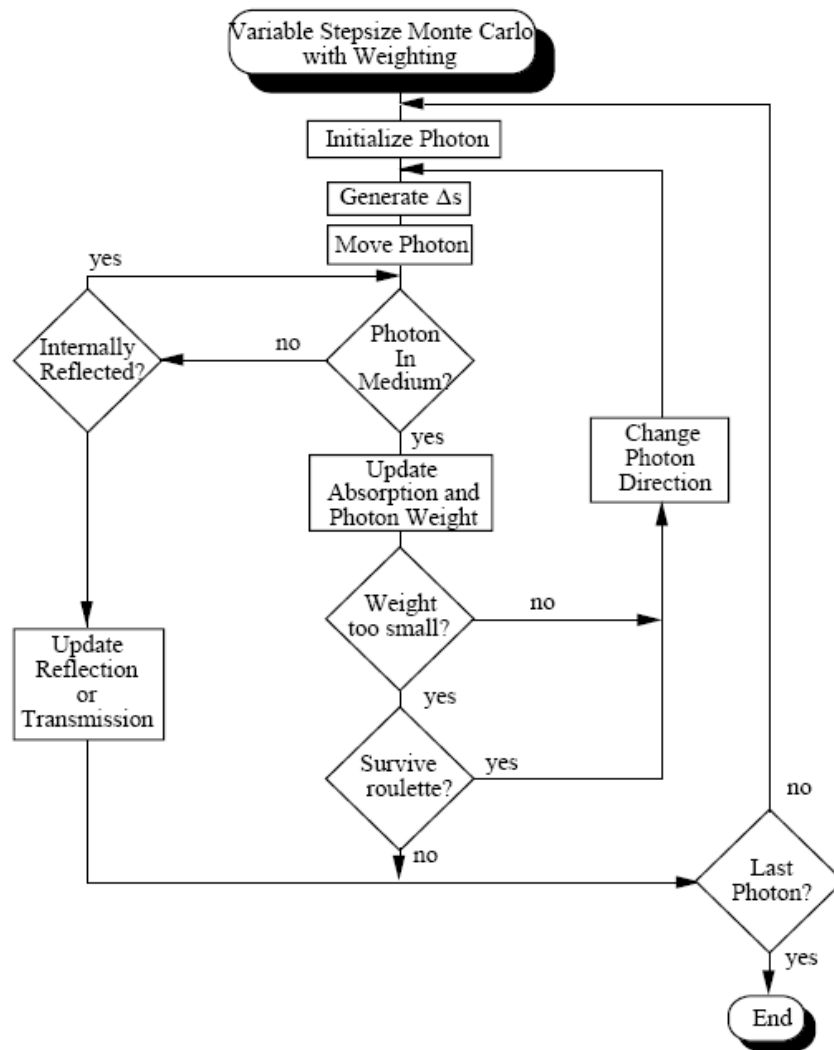 Variable Stepsize Monte Carlo
with Weighting
Initialize Photon
Generate Δs
Move Photon
yes
Internally
Reflected?
no
Photon
In
Medium?
yes
Change
Photon
Direction
Update
Absorption and
Photon Weight
Weight
too small?
no
Update
Reflection
or
Transmission
yes
Survive
roulette?
yes
no
no
Last
Photon?
yes
End